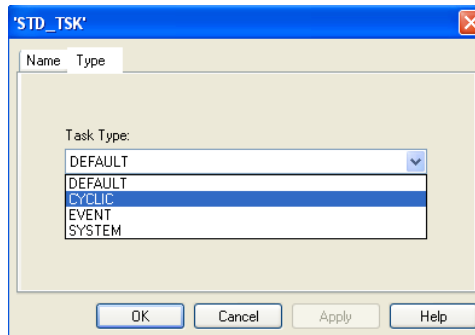 'STD_TSK'
Name Type
Task Type:
DEFAULT
DEFAULT
CYCLIC
EVENT
SYSTEM
OK Cancel Apply Help